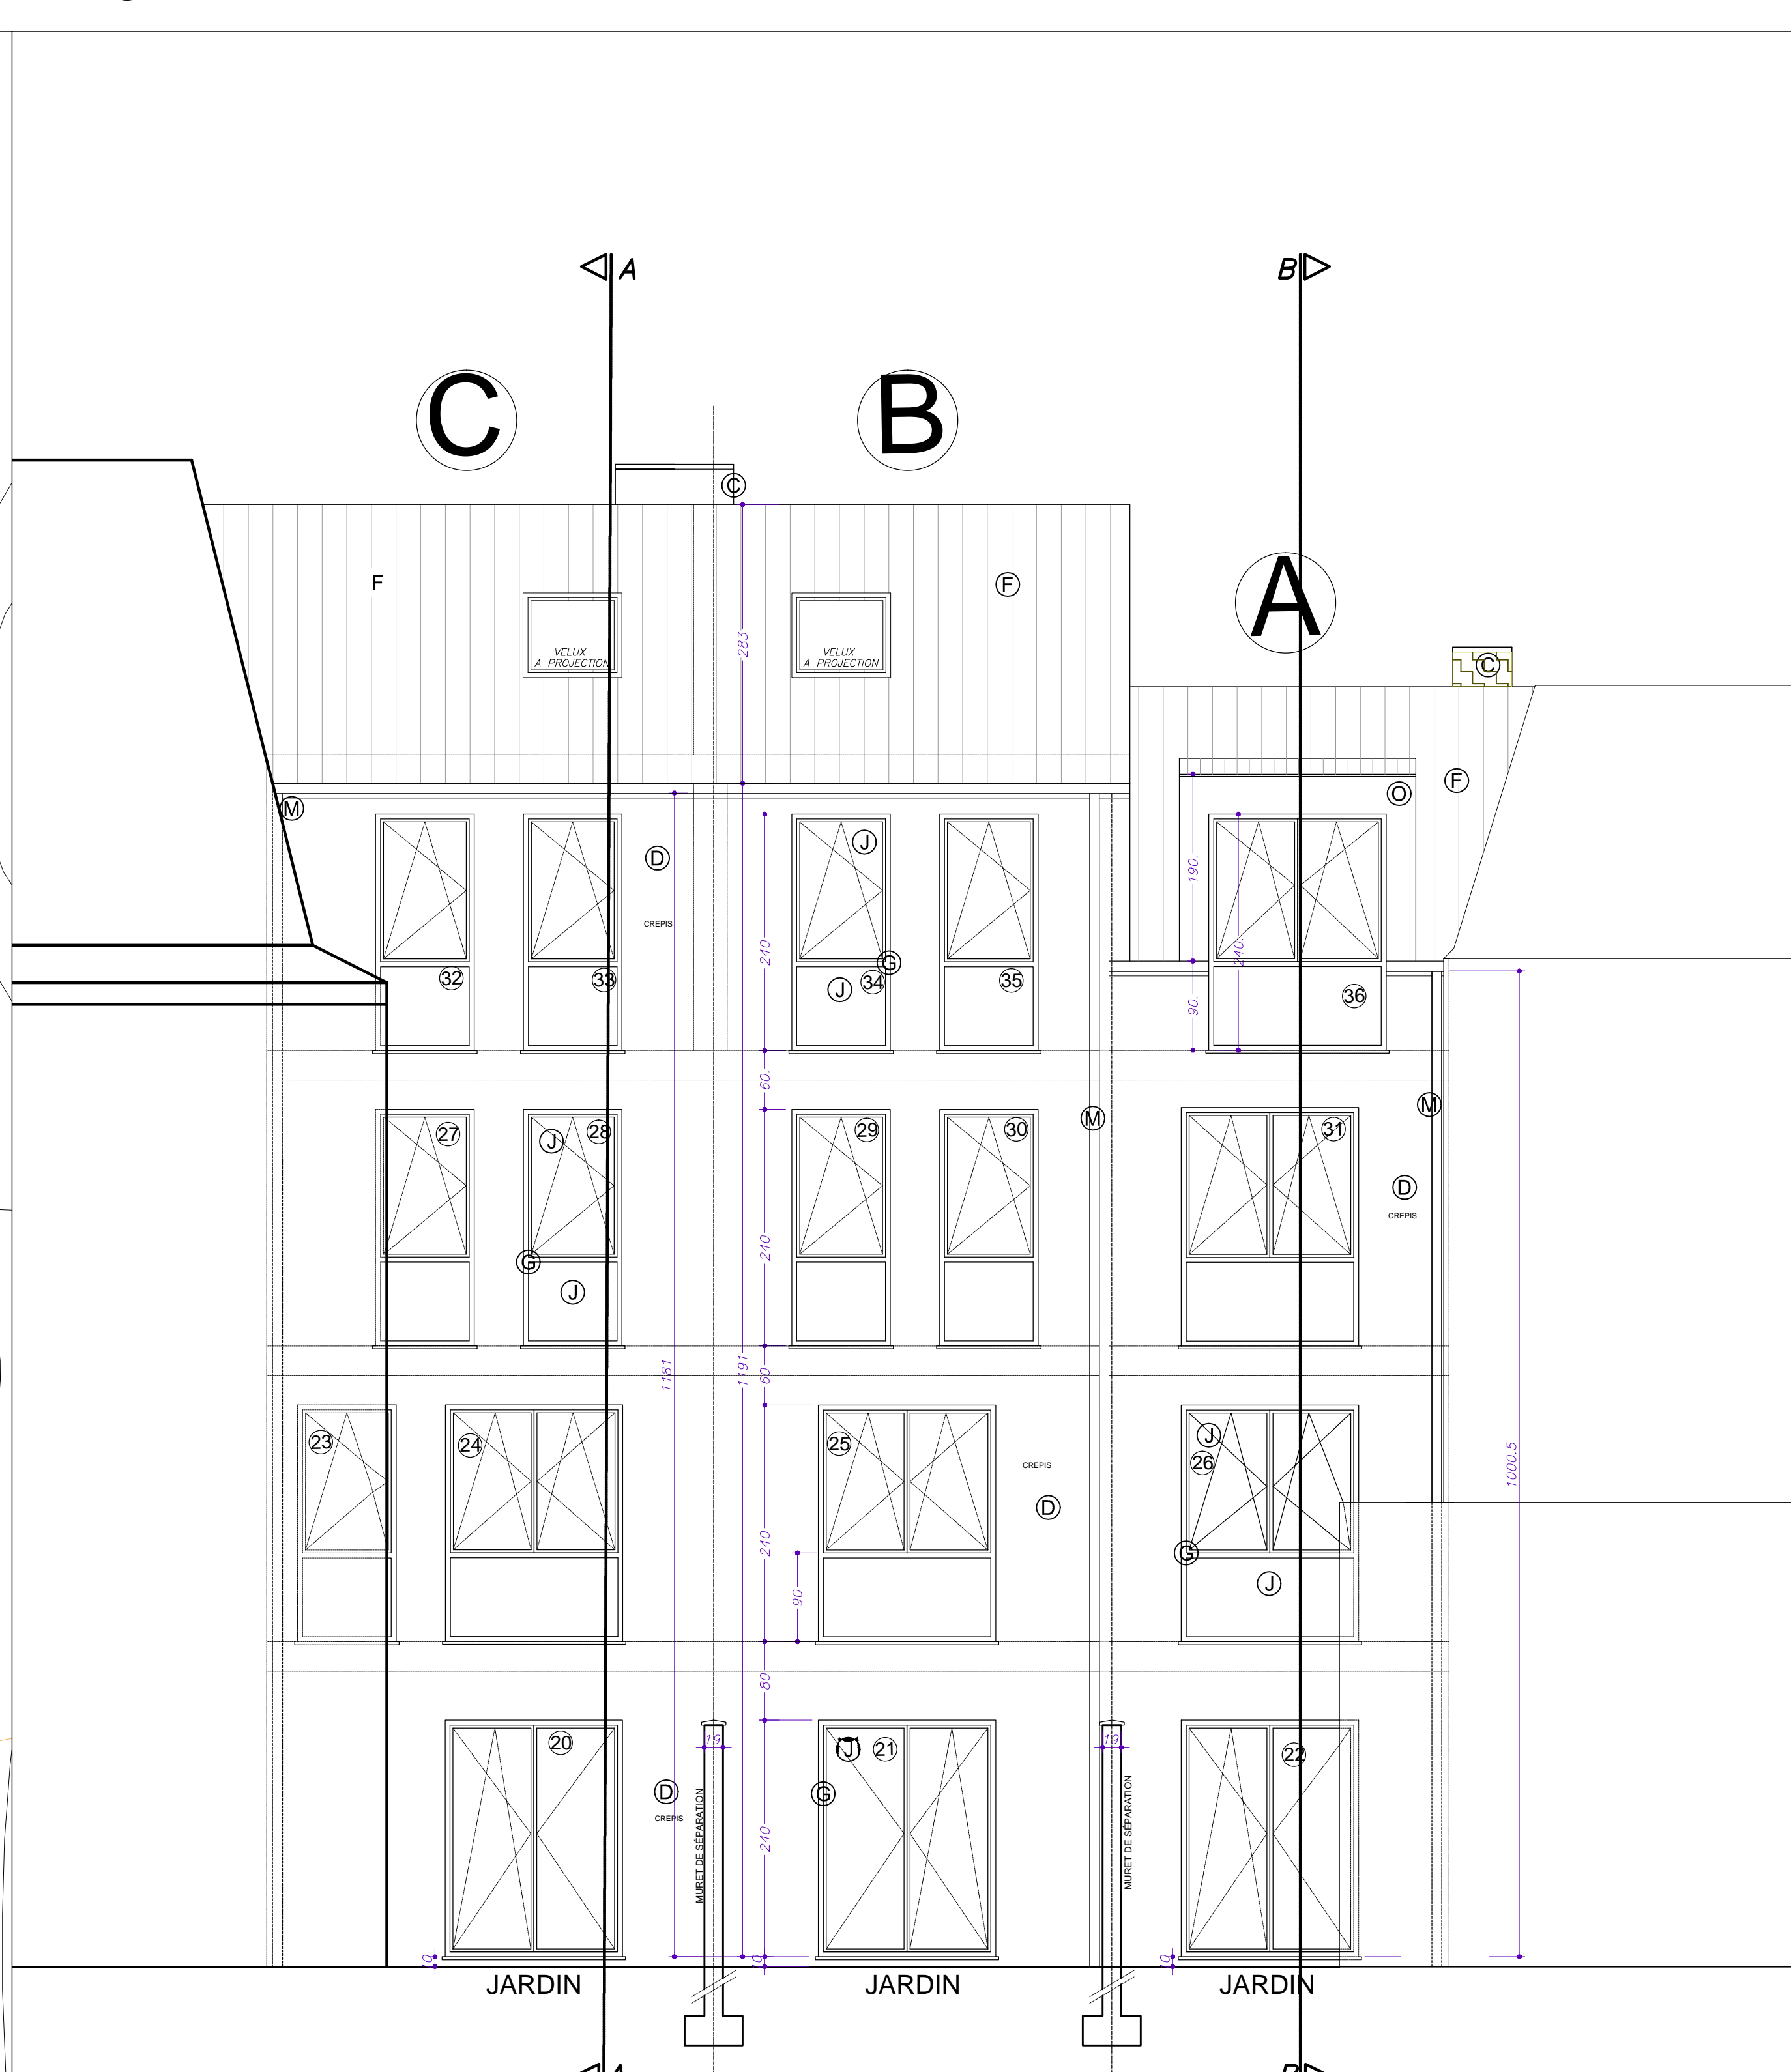 A
B
C
B
C
A
C
F
F
283
VELUX
A PROJECTION
VELUX
A PROJECTION
F
M
O
D
J
190.
CREPIS
240
240.
G
32
33
J
34
35
36
90.
60.
M
M
27
J
28
29
30
31
D
CREPIS
240
G
J
1181
1191
60
23
24
25
J
26
CREPIS
1000.5
D
240
G
90
J
80
20
19
J
21
19
22
D
G
CREPIS
MURET DE SÉPARATION
MURET DE SÉPARATION
240
10
10
10
JARDIN
JARDIN
JARDIN